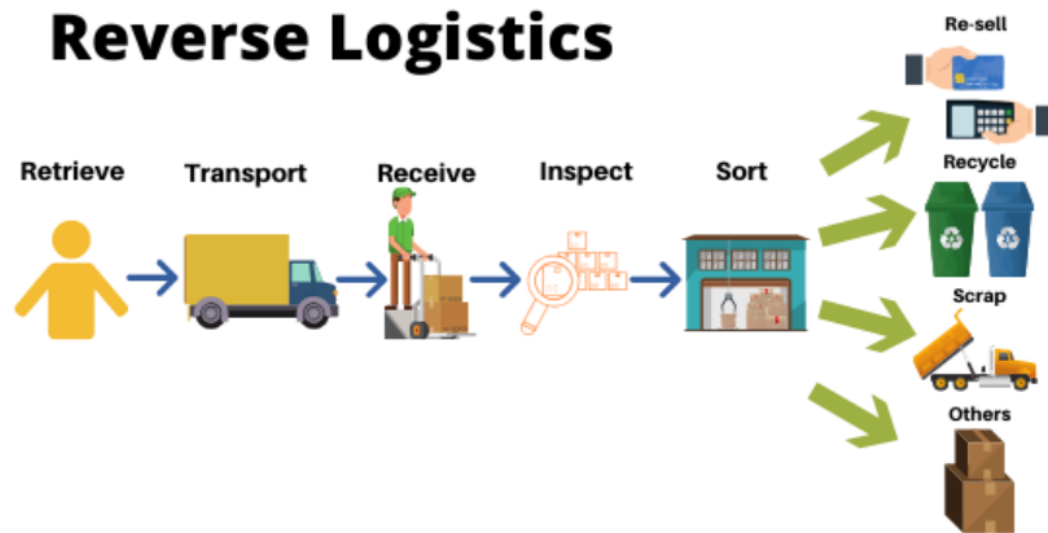 Reverse Logistics
Retrieve
Transport
Receive
Inspect
Sort
Re-sell
Recycle
Scrap
Others